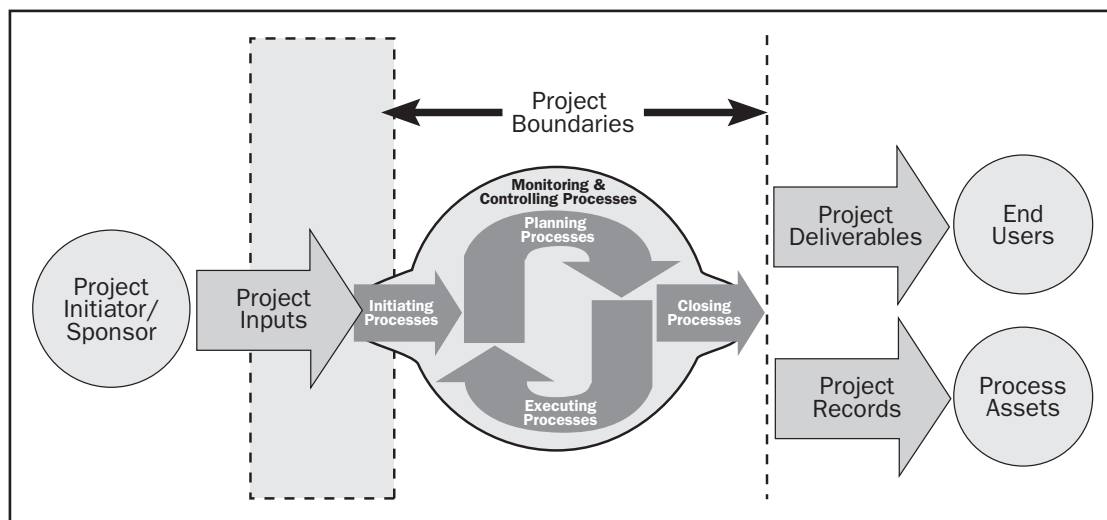 Project
Boundaries
Monitoring &
Controlling Processes
Planning
Processes
Project
Initiator/
Sponsor
Project
Inputs
Initiating
Processes
Closing
Processes
Executing
Processes
Project
Deliverables
End
Users
Project
Records
Process
Assets